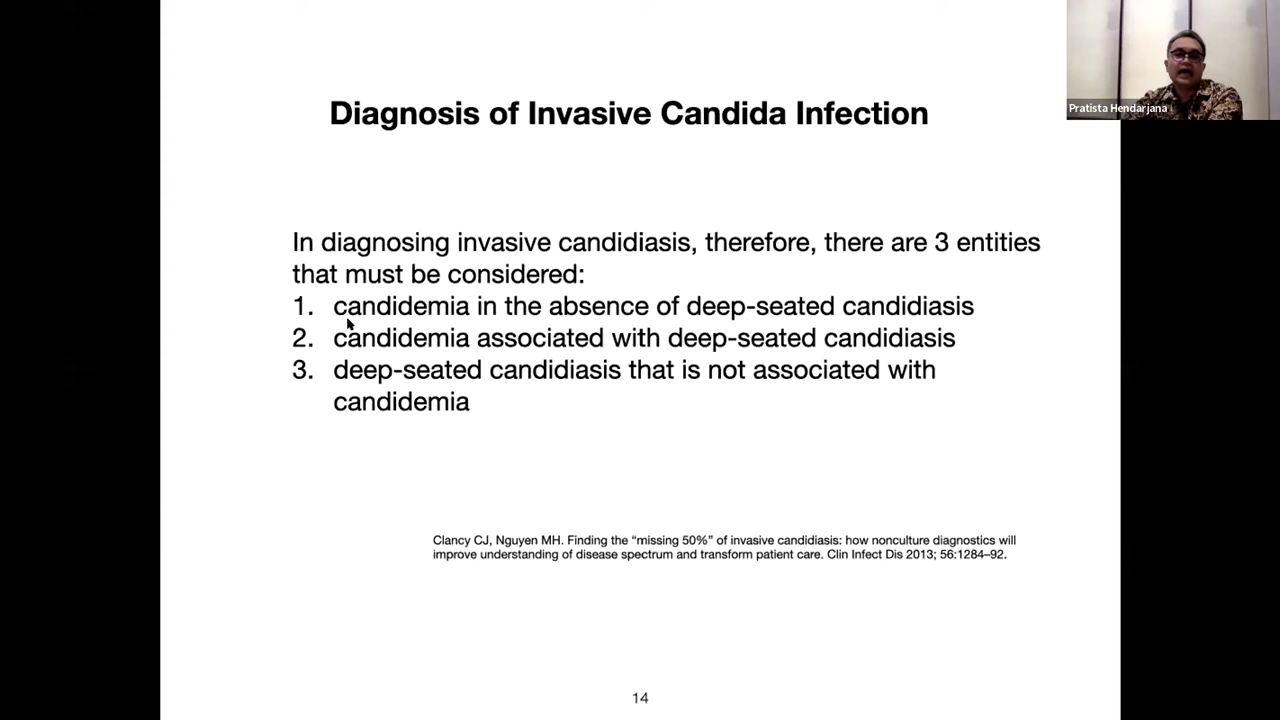 Diagnosis of Invasive Candida Infection
Pratista Hendarjana
In diagnosing invasive candidiasis, therefore, there are 3 entities
that must be considered:
1. candidemia in the absence of deep-seated candidiasis
2. candidemia associated with deep-seated candidiasis
3. deep-seated candidiasis that is not associated with
candidemia
Clancy CJ, Nguyen MH. Finding the “missing 50%” of invasive candidiasis: how nonculture diagnostics will
improve understanding of disease spectrum and transform patient care. Clin Infect Dis 2013; 56:1284–92.
14